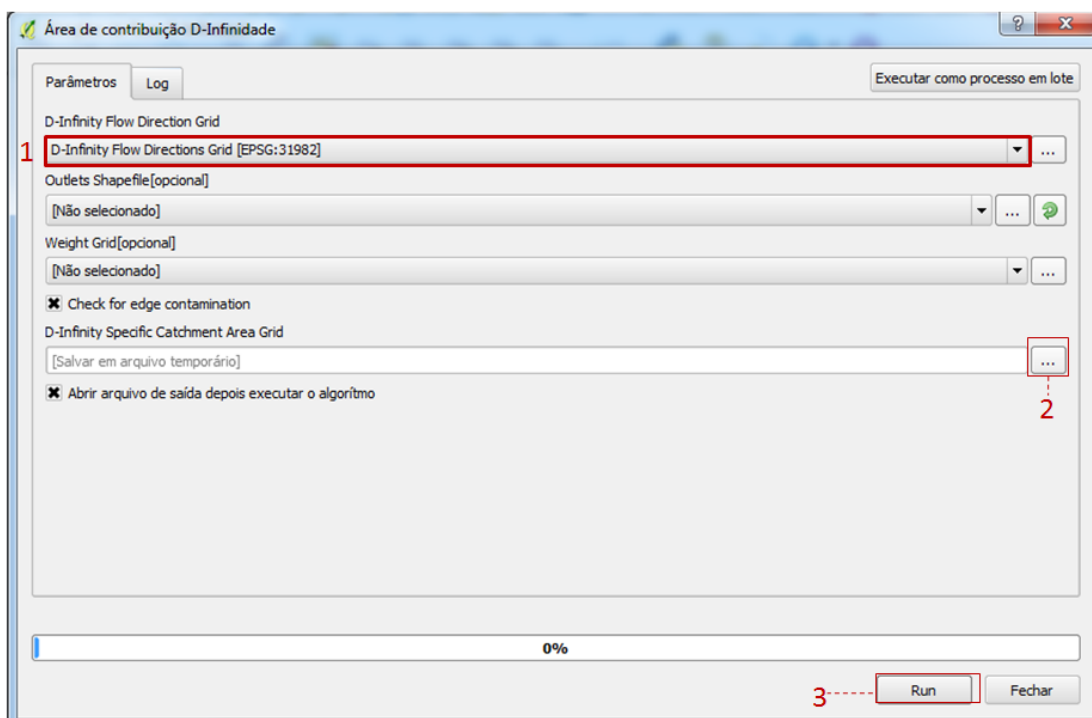 Área de contribuição D-Infinidade
Parâmetros Log Executar como processo em lote
D-Infinity Flow Direction Grid
1 D-Infinity Flow Directions Grid [EPSG:31982] ...
Outlets Shapefile[opcional]
[Não selecionado] ...
Weight Grid[opcional]
[Não selecionado] ...
Check for edge contamination
D-Infinity Specific Catchment Area Grid
[Salvar em arquivo temporário] ...
Abrir arquivo de saída depois executar o algorítmo
2
0%
3 Run Fechar